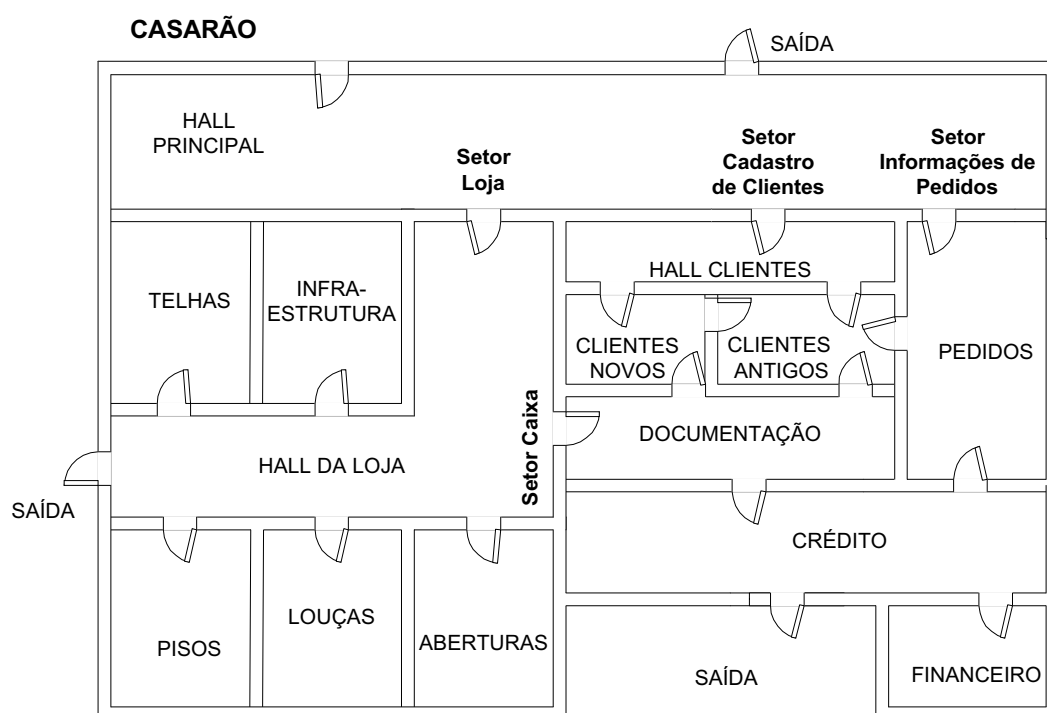 CASARÃO
SAÍDA
HALL
PRINCIPAL
Setor
Loja
Setor
Cadastro
de Clientes
Setor
Informações de
Pedidos
TELHAS
INFRA-
ESTRUTURA
HALL CLIENTES
CLIENTES
NOVOS
CLIENTES
ANTIGOS
PEDIDOS
Setor Caixa
DOCUMENTAÇÃO
HALL DA LOJA
SAÍDA
CRÉDITO
PISOS
LOUÇAS
ABERTURAS
SAÍDA
FINANCEIRO